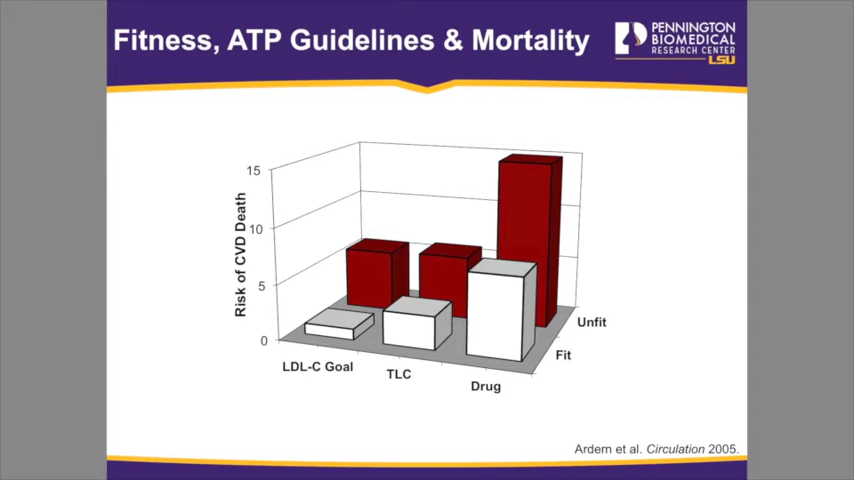 Fitness, ATP Guidelines & Mortality
PENNINGTON
BIOMEDICAL
RESEARCH CENTER
LSU
15
10
5
0
Risk of CVD Death
LDL-C Goal
TLC
Drug
Fit
Unfit
Ardern et al. Circulation 2005.